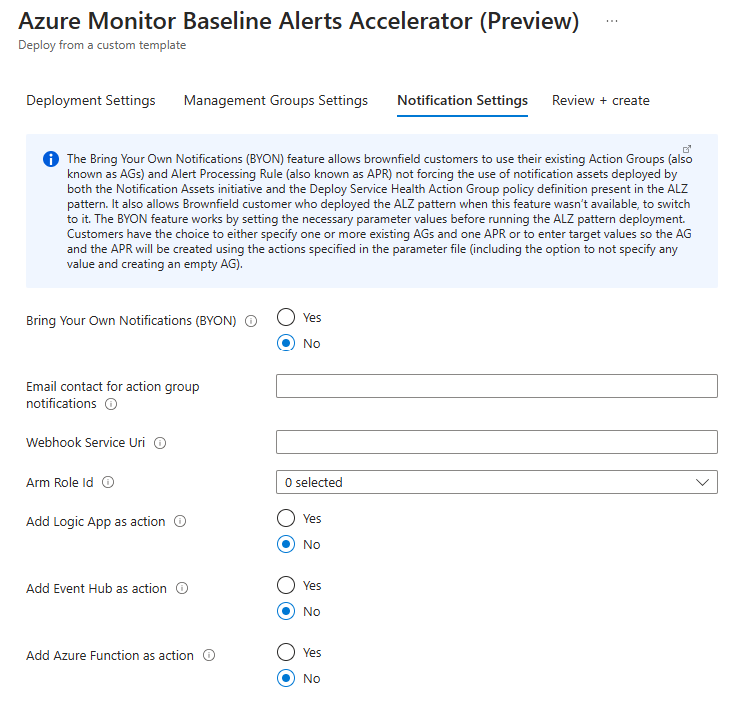 Azure Monitor Baseline Alerts Accelerator (Preview) ...
Deploy from a custom template
Deployment Settings Management Groups Settings Notification Settings Review + create
The Bring Your Own Notifications (BYON) feature allows brownfield customers to use their existing Action Groups (also
known as AGs) and Alert Processing Rule (also known as APR) not forcing the use of notification assets deployed by
both the Notification Assets initiative and the Deploy Service Health Action Group policy definition present in the ALZ
pattern. It also allows Brownfield customer who deployed the ALZ pattern when this feature wasn't available, to switch
to it. The BYON feature works by setting the necessary parameter values before running the ALZ pattern deployment.
Customers have the choice to either specify one or more existing AGs and one APR or to enter target values so the AG
and the APR will be created using the actions specified in the parameter file (including the option to not specify any
value and creating an empty AG).
Bring Your Own Notifications (BYON)
Yes
No
Email contact for action group
notifications
Webhook Service Uri
Arm Role Id
0 selected
Add Logic App as action
Yes
No
Add Event Hub as action
Yes
No
Add Azure Function as action
Yes
No